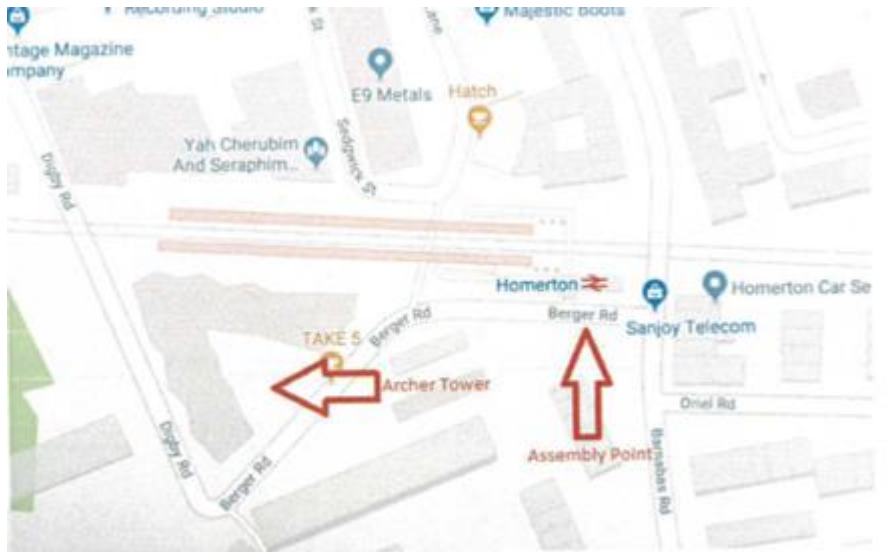 Recording Studio
Majestic Boots
ntage Magazine
ompany
E9 Metals
Hatch
Yah Cherubim
And Seraphim...
Sedgwick St
Digby Rd
Homerton
Homerton Car Se
Berger Rd
Sanjoy Telecom
TAKE 5
Berger Rd
Archer Tower
Oriel Rd
Assembly Point
Barnabas Rd
Digby Rd
Berger Rd